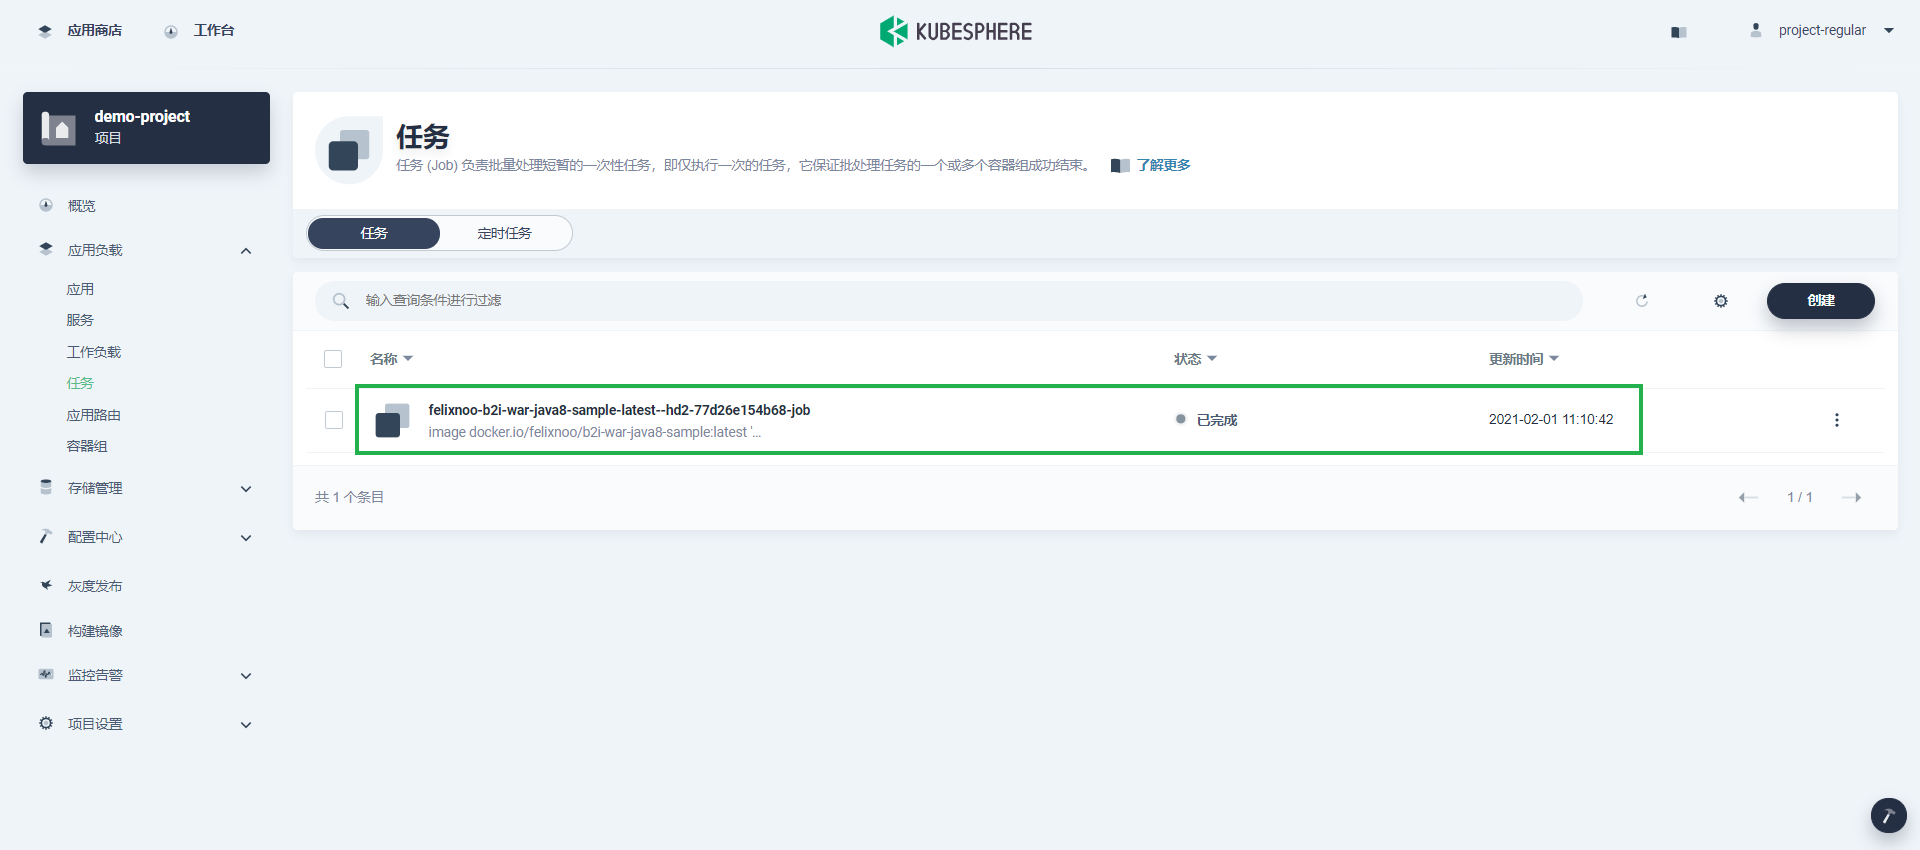 应用商店
工作台
KUBESPHERE
project-regular
demo-project
项目
概览
应用负载
应用
服务
工作负载
任务
应用路由
容器组
存储管理
配置中心
灰度发布
构建镜像
监控告警
项目设置
任务
任务 (Job) 负责批量处理短暂的一次性任务，即仅执行一次的任务，它保证批处理任务的一个或多个容器组成功结束。 了解更多
任务 定时任务
输入查询条件进行过滤 创建
名称 状态 更新时间
felixnoo-b2i-war-java8-sample-latest--hd2-77d26e154b68-job
image docker.io/felixnoo/b2i-war-java8-sample:latest '...
已完成
2021-02-01 11:10:42
共 1 个条目
1 / 1